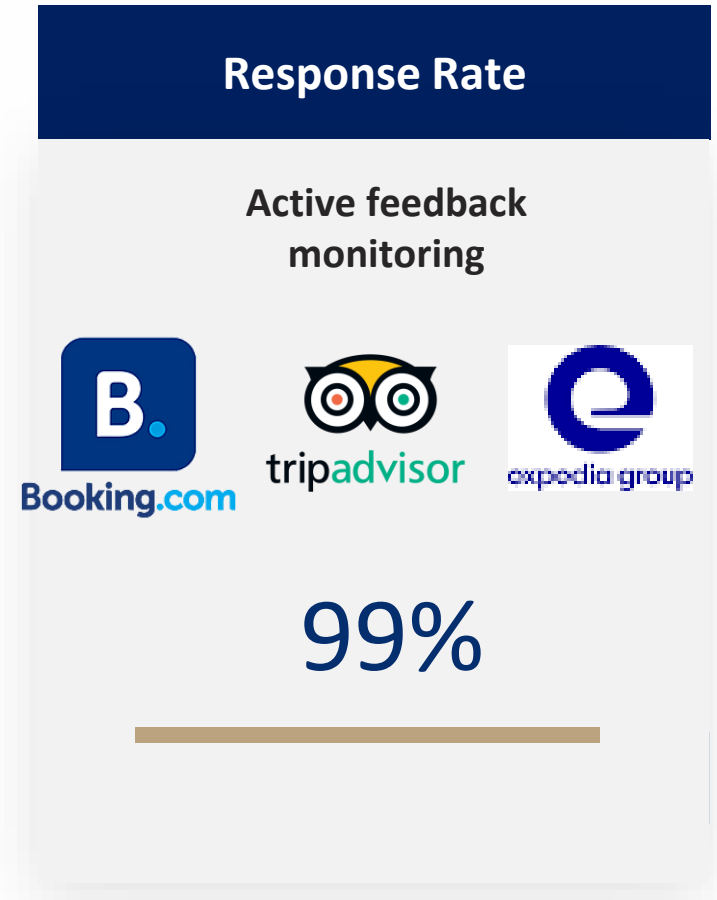 Response Rate
Active feedback
monitoring
B.
Booking.com
tripadvisor
expedia group
99%